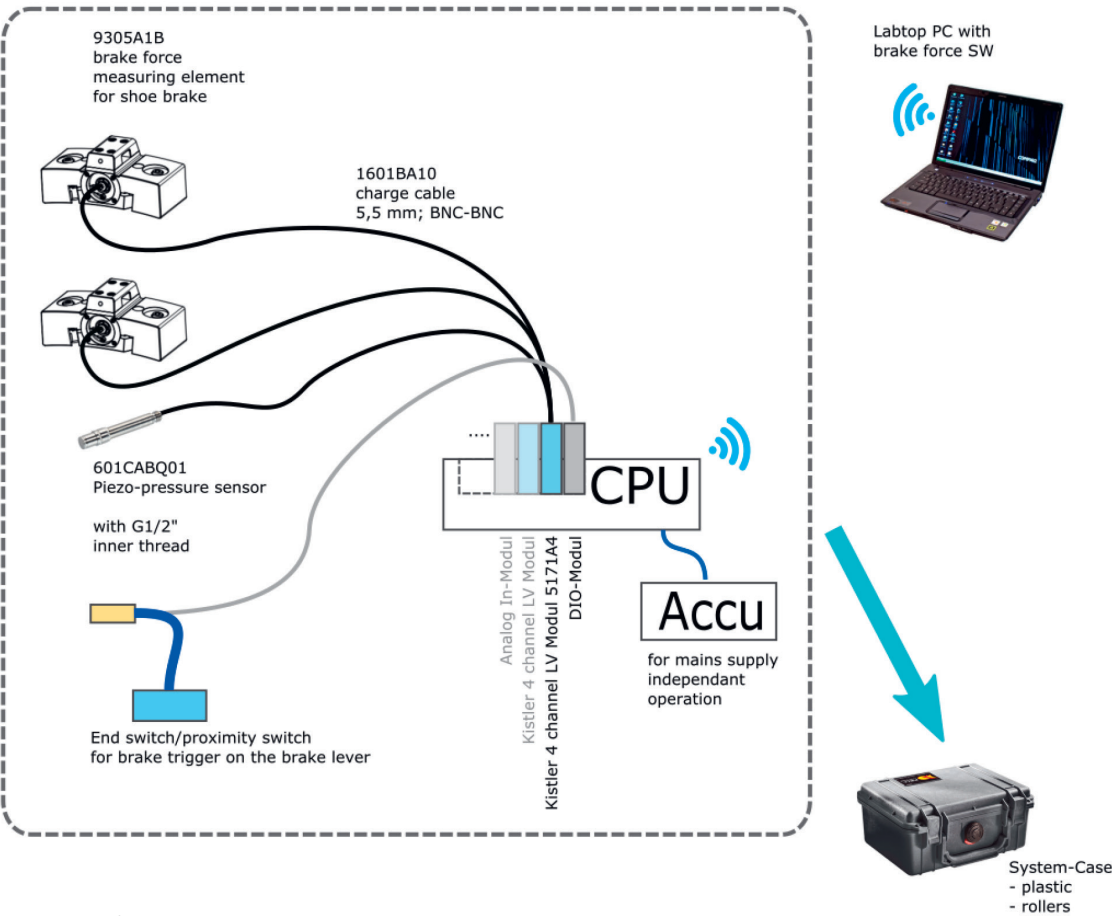 9305A1B
brake force
measuring element
for shoe brake
Labtop PC with
brake force SW
1601BA10
charge cable
5,5 mm; BNC-BNC
601CABQ01
Piezo-pressure sensor
with G1/2"
inner thread
....
CPU
Analog In-Modul
Kistler 4 channel LV Modul
Kistler 4 channel LV Modul 5171A4
DIO-Modul
Accu
for mains supply
independant
operation
End switch/proximity switch
for brake trigger on the brake lever
System-Case
- plastic
- rollers